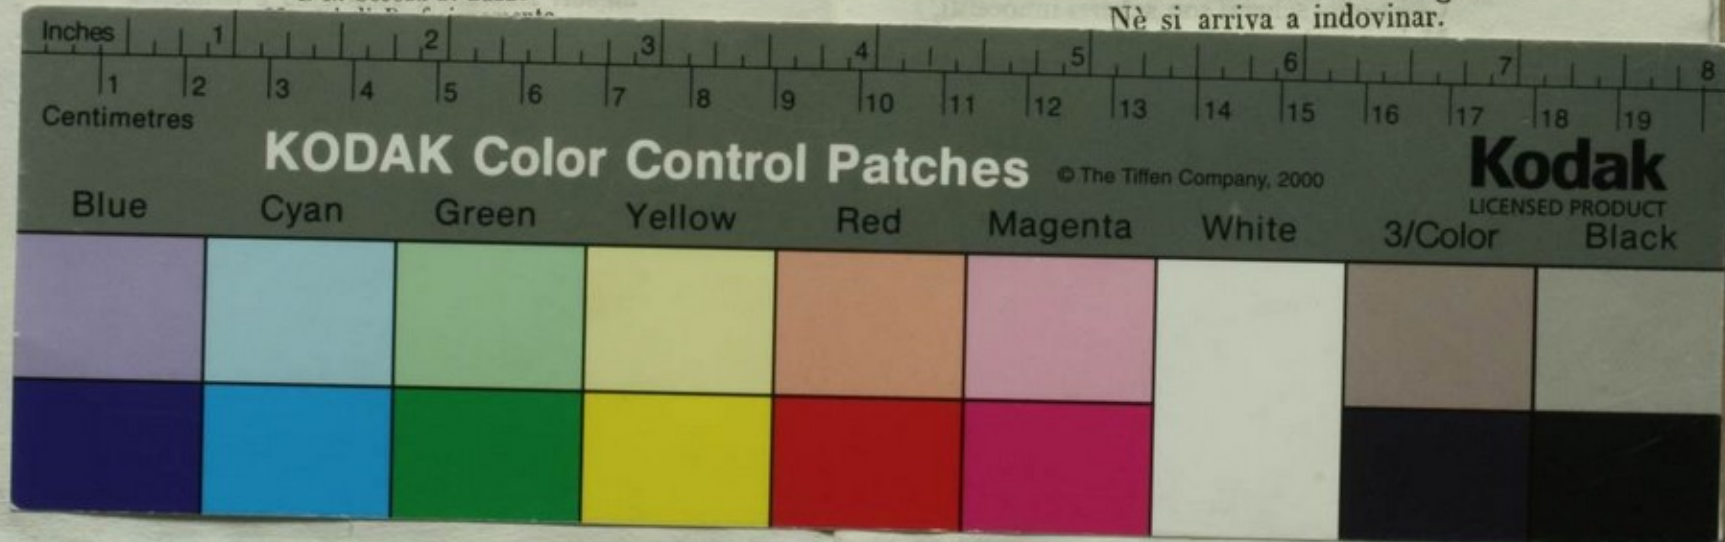 Nè si arriva a indovinar.
Inches 1 2 3 4 5 6 7 8
1 2 3 4 5 6 7 8 9 10 11 12 13 14 15 16 17 18 19
Centimetres
KODAK Color Control Patches © The Tiffen Company, 2000 Kodak
LICENSED PRODUCT
Blue Cyan Green Yellow Red Magenta White 3/Color Black